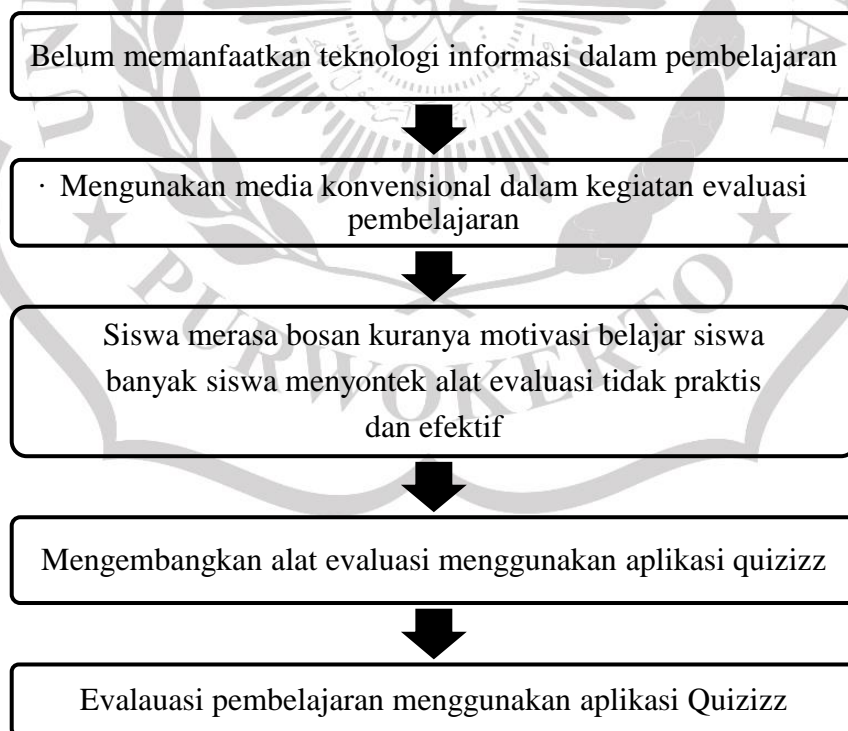 Belum memanfaatkan teknologi informasi dalam pembelajaran
· Mengunakan media konvensional dalam kegiatan evaluasi
pembelajaran
Siswa merasa bosan kuranya motivasi belajar siswa
banyak siswa menyontek alat evaluasi tidak praktis
dan efektif
PURWOKERTO
Mengembangkan alat evaluasi menggunakan aplikasi quizizz
Evalauasi pembelajaran menggunakan aplikasi Quizizz